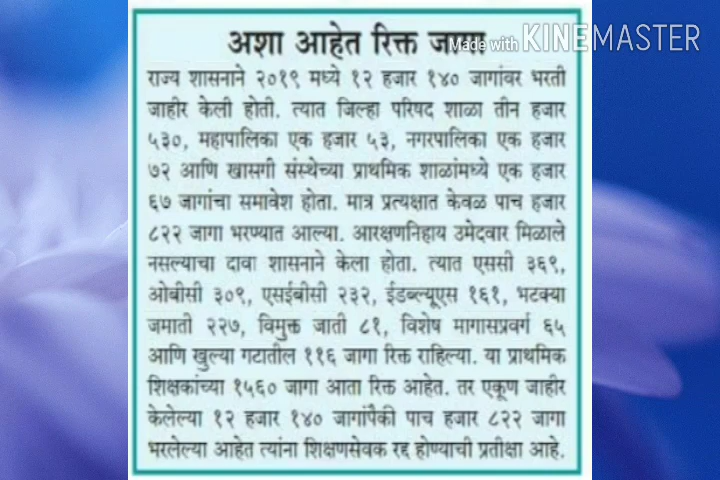 अशा आहेत रिक्त जागा
Made with KINEMASTER
राज्य शासनाने २०१९ मध्ये १२ हजार १४० जागांवर भरती
जाहीर केली होती. त्यात जिल्हा परिषद शाळा तीन हजार
५३०, महापालिका एक हजार ५३, नगरपालिका एक हजार
७२ आणि खासगी संस्थेच्या प्राथमिक शाळांमध्ये एक हजार
६७ जागांचा समावेश होता. मात्र प्रत्यक्षात केवळ पाच हजार
८२२ जागा भरण्यात आल्या. आरक्षणनिहाय उमेदवार मिळाले
नसल्याचा दावा शासनाने केला होता. त्यात एससी ३६९,
ओबीसी ३०९, एसईबीसी २३२, ईडब्ल्यूएस १६१, भटक्या
जमाती २२७, विमुक्त जाती ८१, विशेष मागासप्रवर्ग ६५
आणि खुल्या गटातील ११६ जागा रिक्त राहिल्या. या प्राथमिक
शिक्षकांच्या १५६० जागा आता रिक्त आहेत. तर एकूण जाहीर
केलेल्या १२ हजार १४० जागांपैकी पाच हजार ८२२ जागा
भरलेल्या आहेत त्यांना शिक्षणसेवक रद्द होण्याची प्रतीक्षा आहे.